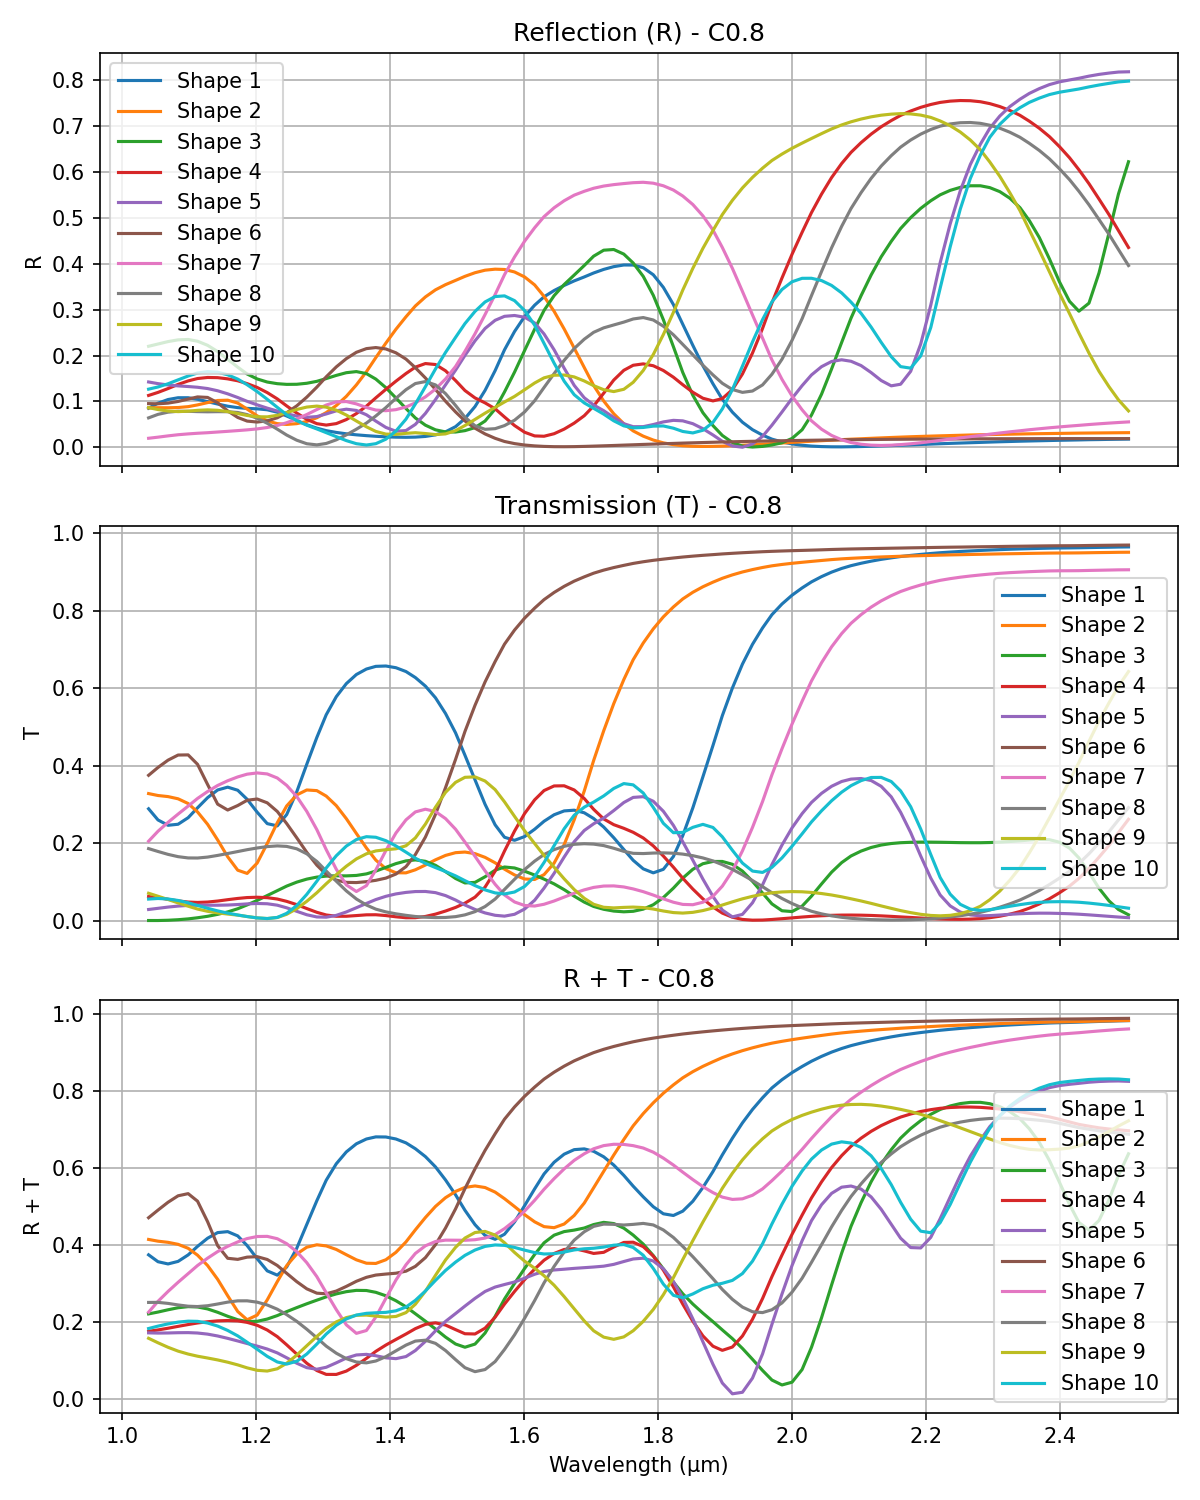 Reflection (R) - C0.8
R
0.8
0.7
0.6
0.5
0.4
0.3
0.2
0.1
0.0
Shape 1
Shape 2
Shape 3
Shape 4
Shape 5
Shape 6
Shape 7
Shape 8
Shape 9
Shape 10
Transmission (T) - C0.8
T
1.0
0.8
0.6
0.4
0.2
0.0
Shape 1
Shape 2
Shape 3
Shape 4
Shape 5
Shape 6
Shape 7
Shape 8
Shape 9
Shape 10
R + T - C0.8
R + T
1.0
0.8
0.6
0.4
0.2
0.0
Shape 1
Shape 2
Shape 3
Shape 4
Shape 5
Shape 6
Shape 7
Shape 8
Shape 9
Shape 10
1.0 1.2 1.4 1.6 1.8 2.0 2.2 2.4
Wavelength (μm)